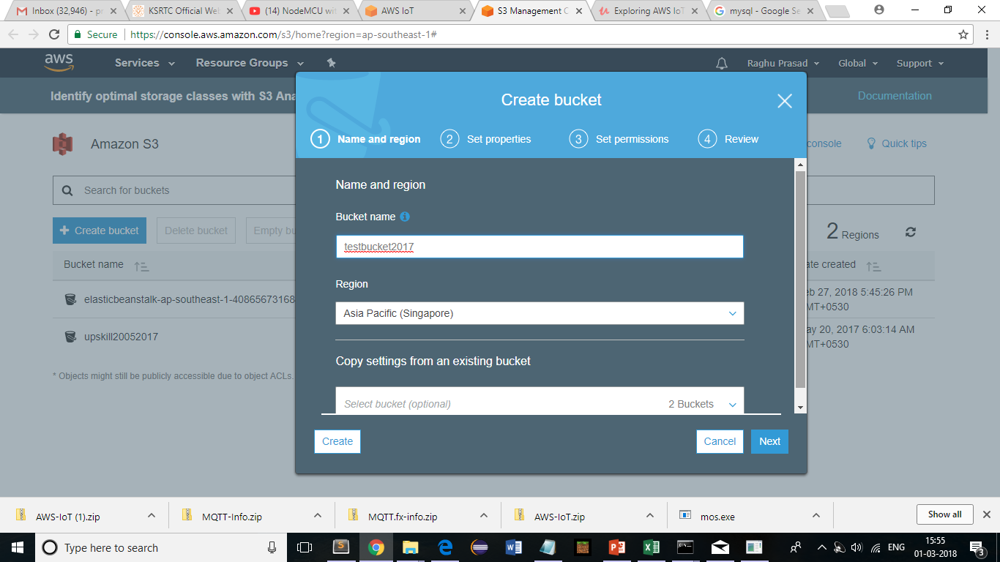 Inbox (32,946) - pr
KSRTC Official Web
(14) NodeMCU wit
AWS IoT
S3 Management C
Exploring AWS IoT
mysql - Google Se
Secure
https://console.aws.amazon.com/s3/home?region=ap-southeast-1#
aws
Services
Resource Groups
Raghu Prasad
Global
Support
Identify optimal storage classes with S3 Ana
Documentation
Create bucket
1 Name and region
2 Set properties
3 Set permissions
4 Review
Amazon S3
console
Quick tips
Search for buckets
Name and region
Bucket name
testbucket2017
Region
Asia Pacific (Singapore)
Copy settings from an existing bucket
Select bucket (optional)
2 Buckets
Create
Cancel
Next
Create bucket
Delete bucket
Empty bu
2 Regions
Bucket name
ate created
elasticbeanstalk-ap-southeast-1-40865673168
eb 27, 2018 5:45:26 PM
MT+0530
upskill20052017
ay 20, 2017 6:03:14 AM
MT+0530
* Objects might still be publicly accessible due to object ACLs.
AWS-IoT (1).zip
MQTT-Info.zip
MQTT.fx-info.zip
AWS-IoT.zip
mos.exe
Show all
Type here to search
ENG
15:55
01-03-2018
3